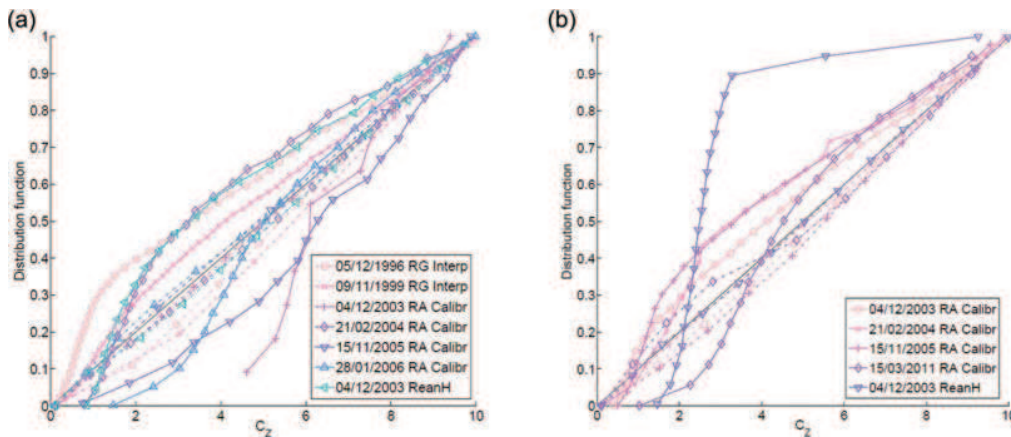 (a)
Distribution function
1
0.9
0.8
0.7
0.6
0.5
0.4
0.3
0.2
0.1
0
0 2 4 6 8 10
Cz
05/12/1996 RG Interp
09/11/1999 RG Interp
04/12/2003 RA Calibr
21/02/2004 RA Calibr
15/11/2005 RA Calibr
28/01/2006 RA Calibr
04/12/2003 ReanH
(b)
Distribution function
1
0.9
0.8
0.7
0.6
0.5
0.4
0.3
0.2
0.1
0
0 2 4 6 8 10
Cz
04/12/2003 RA Calibr
21/02/2004 RA Calibr
15/11/2005 RA Calibr
15/03/2011 RA Calibr
04/12/2003 ReanH